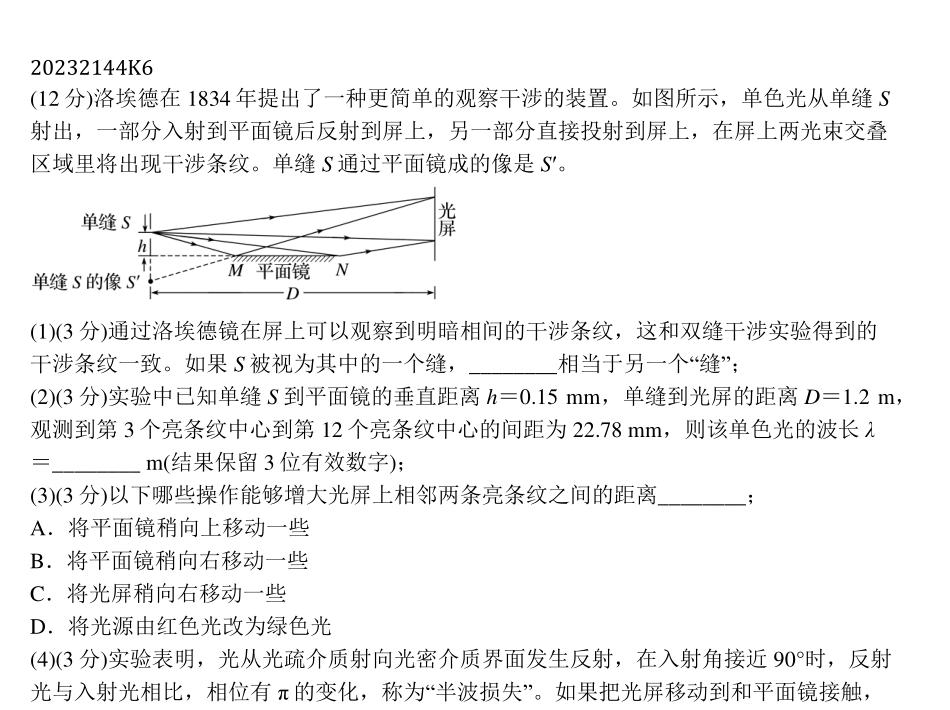 20232144K6
(12 分)洛埃德在 1834 年提出了一种更简单的观察干涉的装置。如图所示，单色光从单缝 S
射出，一部分入射到平面镜后反射到屏上，另一部分直接投射到屏上，在屏上两光束交叠
区域里将出现干涉条纹。单缝 S 通过平面镜成的像是 S′。
单缝 S
光屏
h
M 平面镜 N
单缝 S 的像 S′
D
(1)(3 分)通过洛埃德镜在屏上可以观察到明暗相间的干涉条纹，这和双缝干涉实验得到的
干涉条纹一致。如果 S 被视为其中的一个缝，________相当于另一个“缝”；
(2)(3 分)实验中已知单缝 S 到平面镜的垂直距离 h＝0.15 mm，单缝到光屏的距离 D＝1.2 m，
观测到第 3 个亮条纹中心到第 12 个亮条纹中心的间距为 22.78 mm，则该单色光的波长 λ
＝________ m(结果保留 3 位有效数字)；
(3)(3 分)以下哪些操作能够增大光屏上相邻两条亮条纹之间的距离________；
A．将平面镜稍向上移动一些
B．将平面镜稍向右移动一些
C．将光屏稍向右移动一些
D．将光源由红色光改为绿色光
(4)(3 分)实验表明，光从光疏介质射向光密介质界面发生反射，在入射角接近 90°时，反射
光与入射光相比，相位有 π 的变化，称为“半波损失”。如果把光屏移动到和平面镜接触，